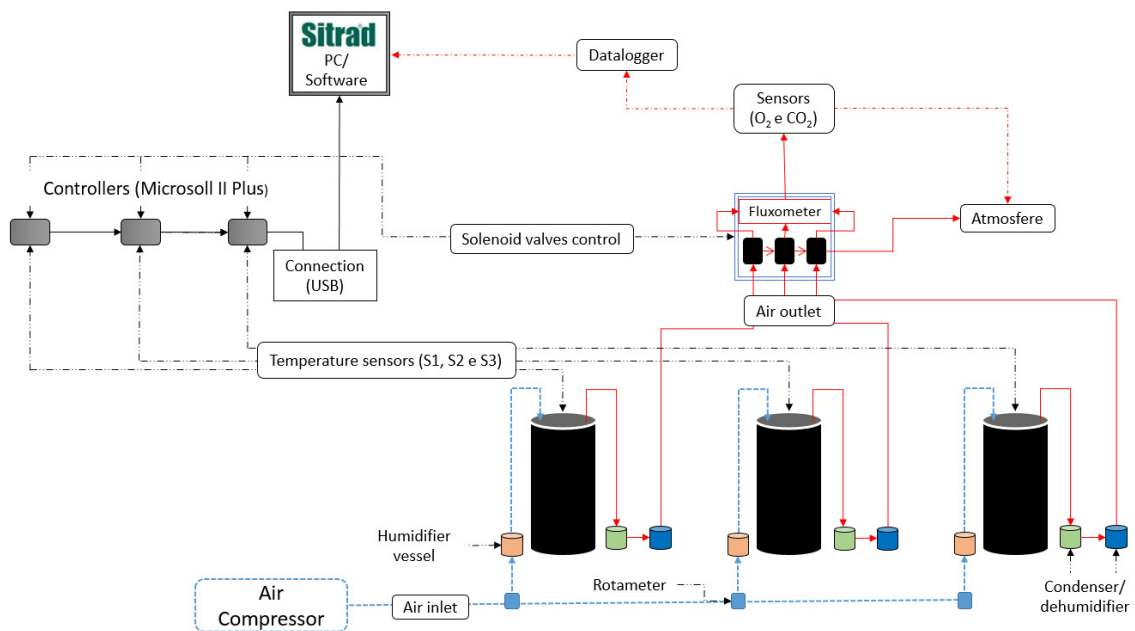 Sitrad
PC/
Software
Datalogger
Sensors
(O₂ e CO₂)
Controllers (Microsoll II Plus)
Fluxometer
Atmosfere
Solenoid valves control
Connection
(USB)
Air outlet
Temperature sensors (S1, S2 e S3)
Humidifier
vessel
Rotameter
Condenser/
dehumidifier
Air
Compressor
Air inlet